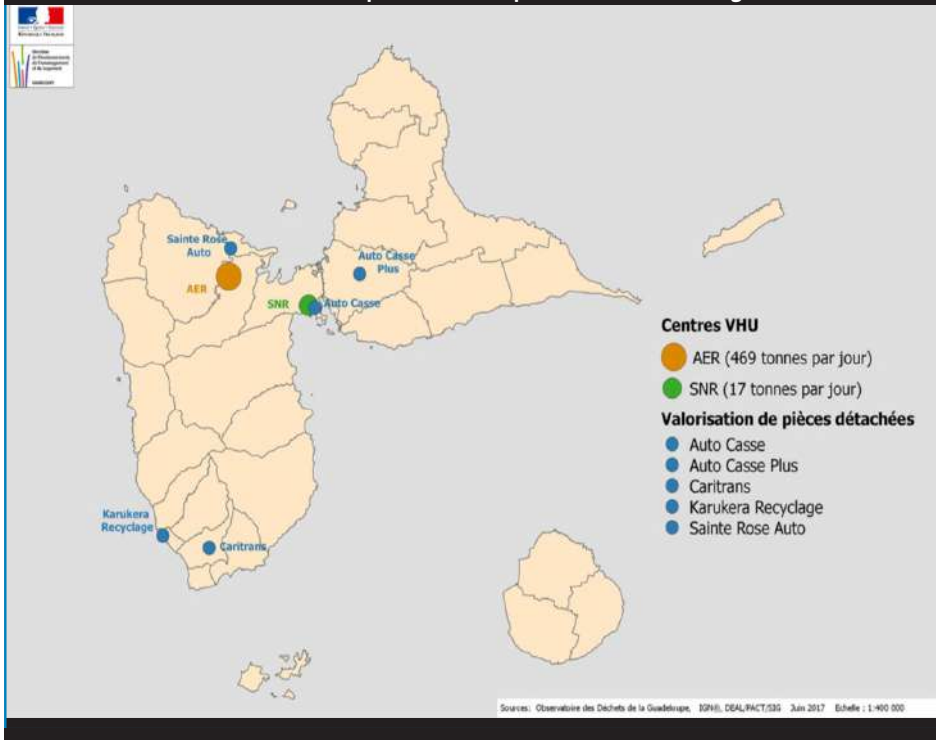 RÉPUBLIQUE FRANÇAISE
Sainte Rose
Auto
AER
SNR
Auto Casse
Auto Casse
Plus
Karukera
Recyclage
Caritrans
Centres VHU
AER (469 tonnes par jour)
SNR (17 tonnes par jour)
Valorisation de pièces détachées
Auto Casse
Auto Casse Plus
Caritrans
Karukera Recyclage
Sainte Rose Auto
Sources: Observatoire des Déchets de la Guadeloupe, IGN®, DEAL/PACT/SIG Juin 2017 Echelle : 1:400 000